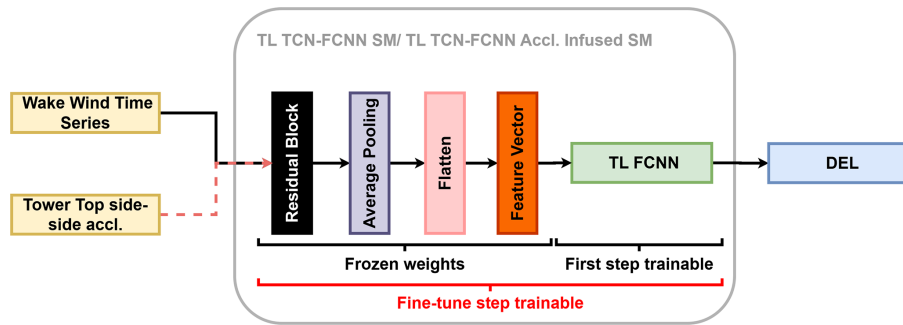 TL TCN-FCNN SM/ TL TCN-FCNN Accl. Infused SM
Wake Wind Time
Series
Tower Top side-
side accl.
Residual Block
Average Pooling
Flatten
Feature Vector
TL FCNN
DEL
Frozen weights
First step trainable
Fine-tune step trainable